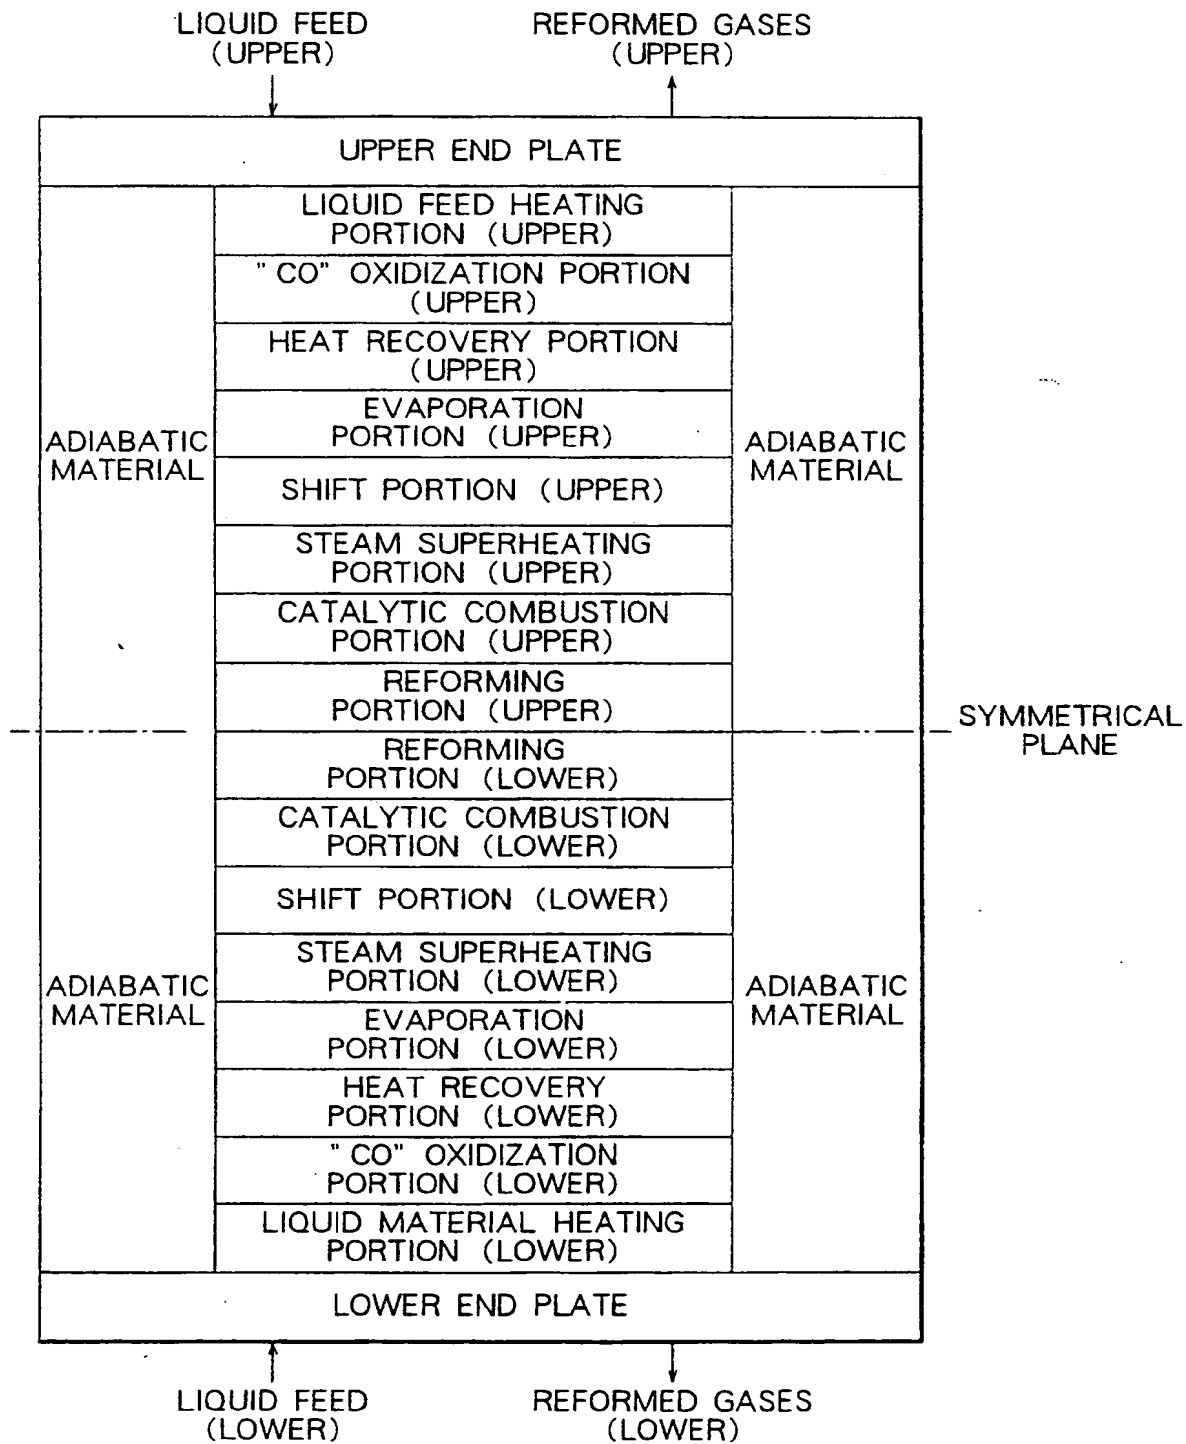 LIQUID FEED
(UPPER)
REFORMED GASES
(UPPER)
UPPER END PLATE
LIQUID FEED HEATING
PORTION (UPPER)
"CO" OXIDIZATION PORTION
(UPPER)
HEAT RECOVERY PORTION
(UPPER)
EVAPORATION
PORTION (UPPER)
ADIABATIC
MATERIAL
ADIABATIC
MATERIAL
SHIFT PORTION (UPPER)
STEAM SUPERHEATING
PORTION (UPPER)
CATALYTIC COMBUSTION
PORTION (UPPER)
REFORMING
PORTION (UPPER)
SYMMETRICAL
PLANE
REFORMING
PORTION (LOWER)
CATALYTIC COMBUSTION
PORTION (LOWER)
SHIFT PORTION (LOWER)
STEAM SUPERHEATING
PORTION (LOWER)
ADIABATIC
MATERIAL
ADIABATIC
MATERIAL
EVAPORATION
PORTION (LOWER)
HEAT RECOVERY
PORTION (LOWER)
"CO" OXIDIZATION
PORTION (LOWER)
LIQUID MATERIAL HEATING
PORTION (LOWER)
LOWER END PLATE
LIQUID FEED
(LOWER)
REFORMED GASES
(LOWER)